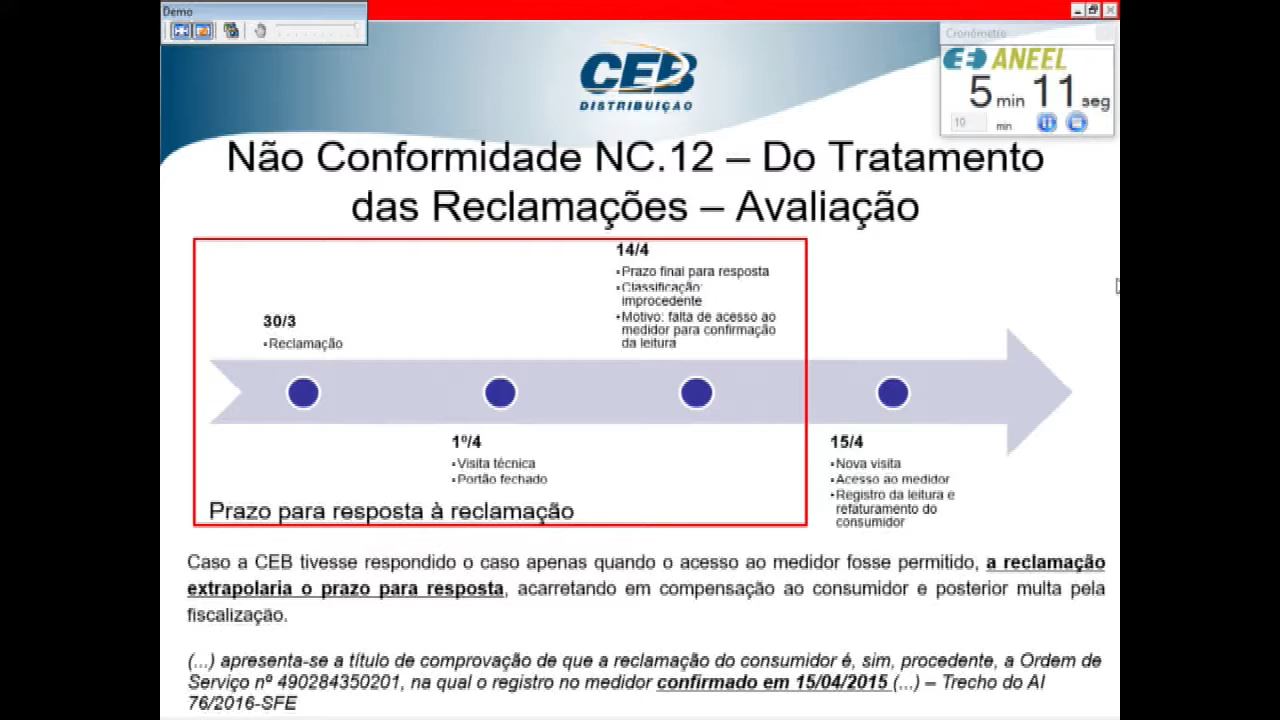 Demo
Cronômetro
ANEEL
5 min 11 seg
10 min
CEB
DISTRIBUIÇÃO
Não Conformidade NC.12 – Do Tratamento
das Reclamações – Avaliação
14/4
▪Prazo final para resposta
▪Classificação:
improcedente
▪Motivo: falta de acesso ao
medidor para confirmação
da leitura
30/3
▪Reclamação
1º/4
▪Visita técnica
▪Portão fechado
15/4
▪Nova visita
▪Acesso ao medidor
▪Registro da leitura e
refaturamento do
consumidor
Prazo para resposta à reclamação
Caso a CEB tivesse respondido o caso apenas quando o acesso ao medidor fosse permitido, a reclamação
extrapolaria o prazo para resposta, acarretando em compensação ao consumidor e posterior multa pela
fiscalização.
(...) apresenta-se a título de comprovação de que a reclamação do consumidor é, sim, procedente, a Ordem de
Serviço nº 490284350201, na qual o registro no medidor confirmado em 15/04/2015 (...) – Trecho do AI
76/2016-SFE